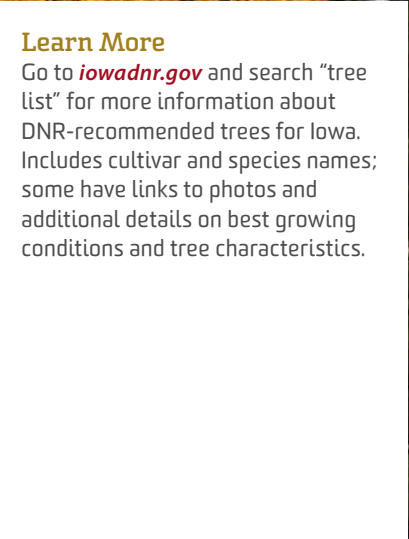 Learn More
Go to iowadnr.gov and search “tree
list” for more information about
DNR-recommended trees for Iowa.
Includes cultivar and species names;
some have links to photos and
additional details on best growing
conditions and tree characteristics.